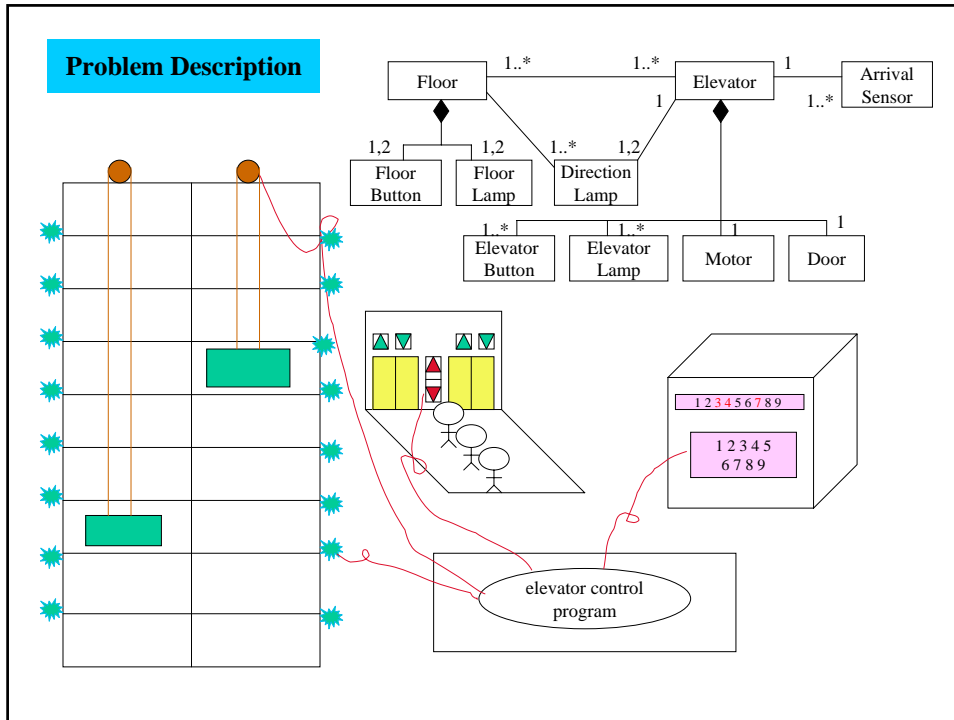 Problem Description
Floor
1..*
1..*
Elevator
1
1..*
Arrival
Sensor
1
1,2
1,2
1..*
1,2
Floor
Button
Floor
Lamp
Direction
Lamp
1..*
1..*
1
1
Elevator
Button
Elevator
Lamp
Motor
Door
1 2 3 4 5 6 7 8 9
1 2 3 4 5
6 7 8 9
elevator control
program